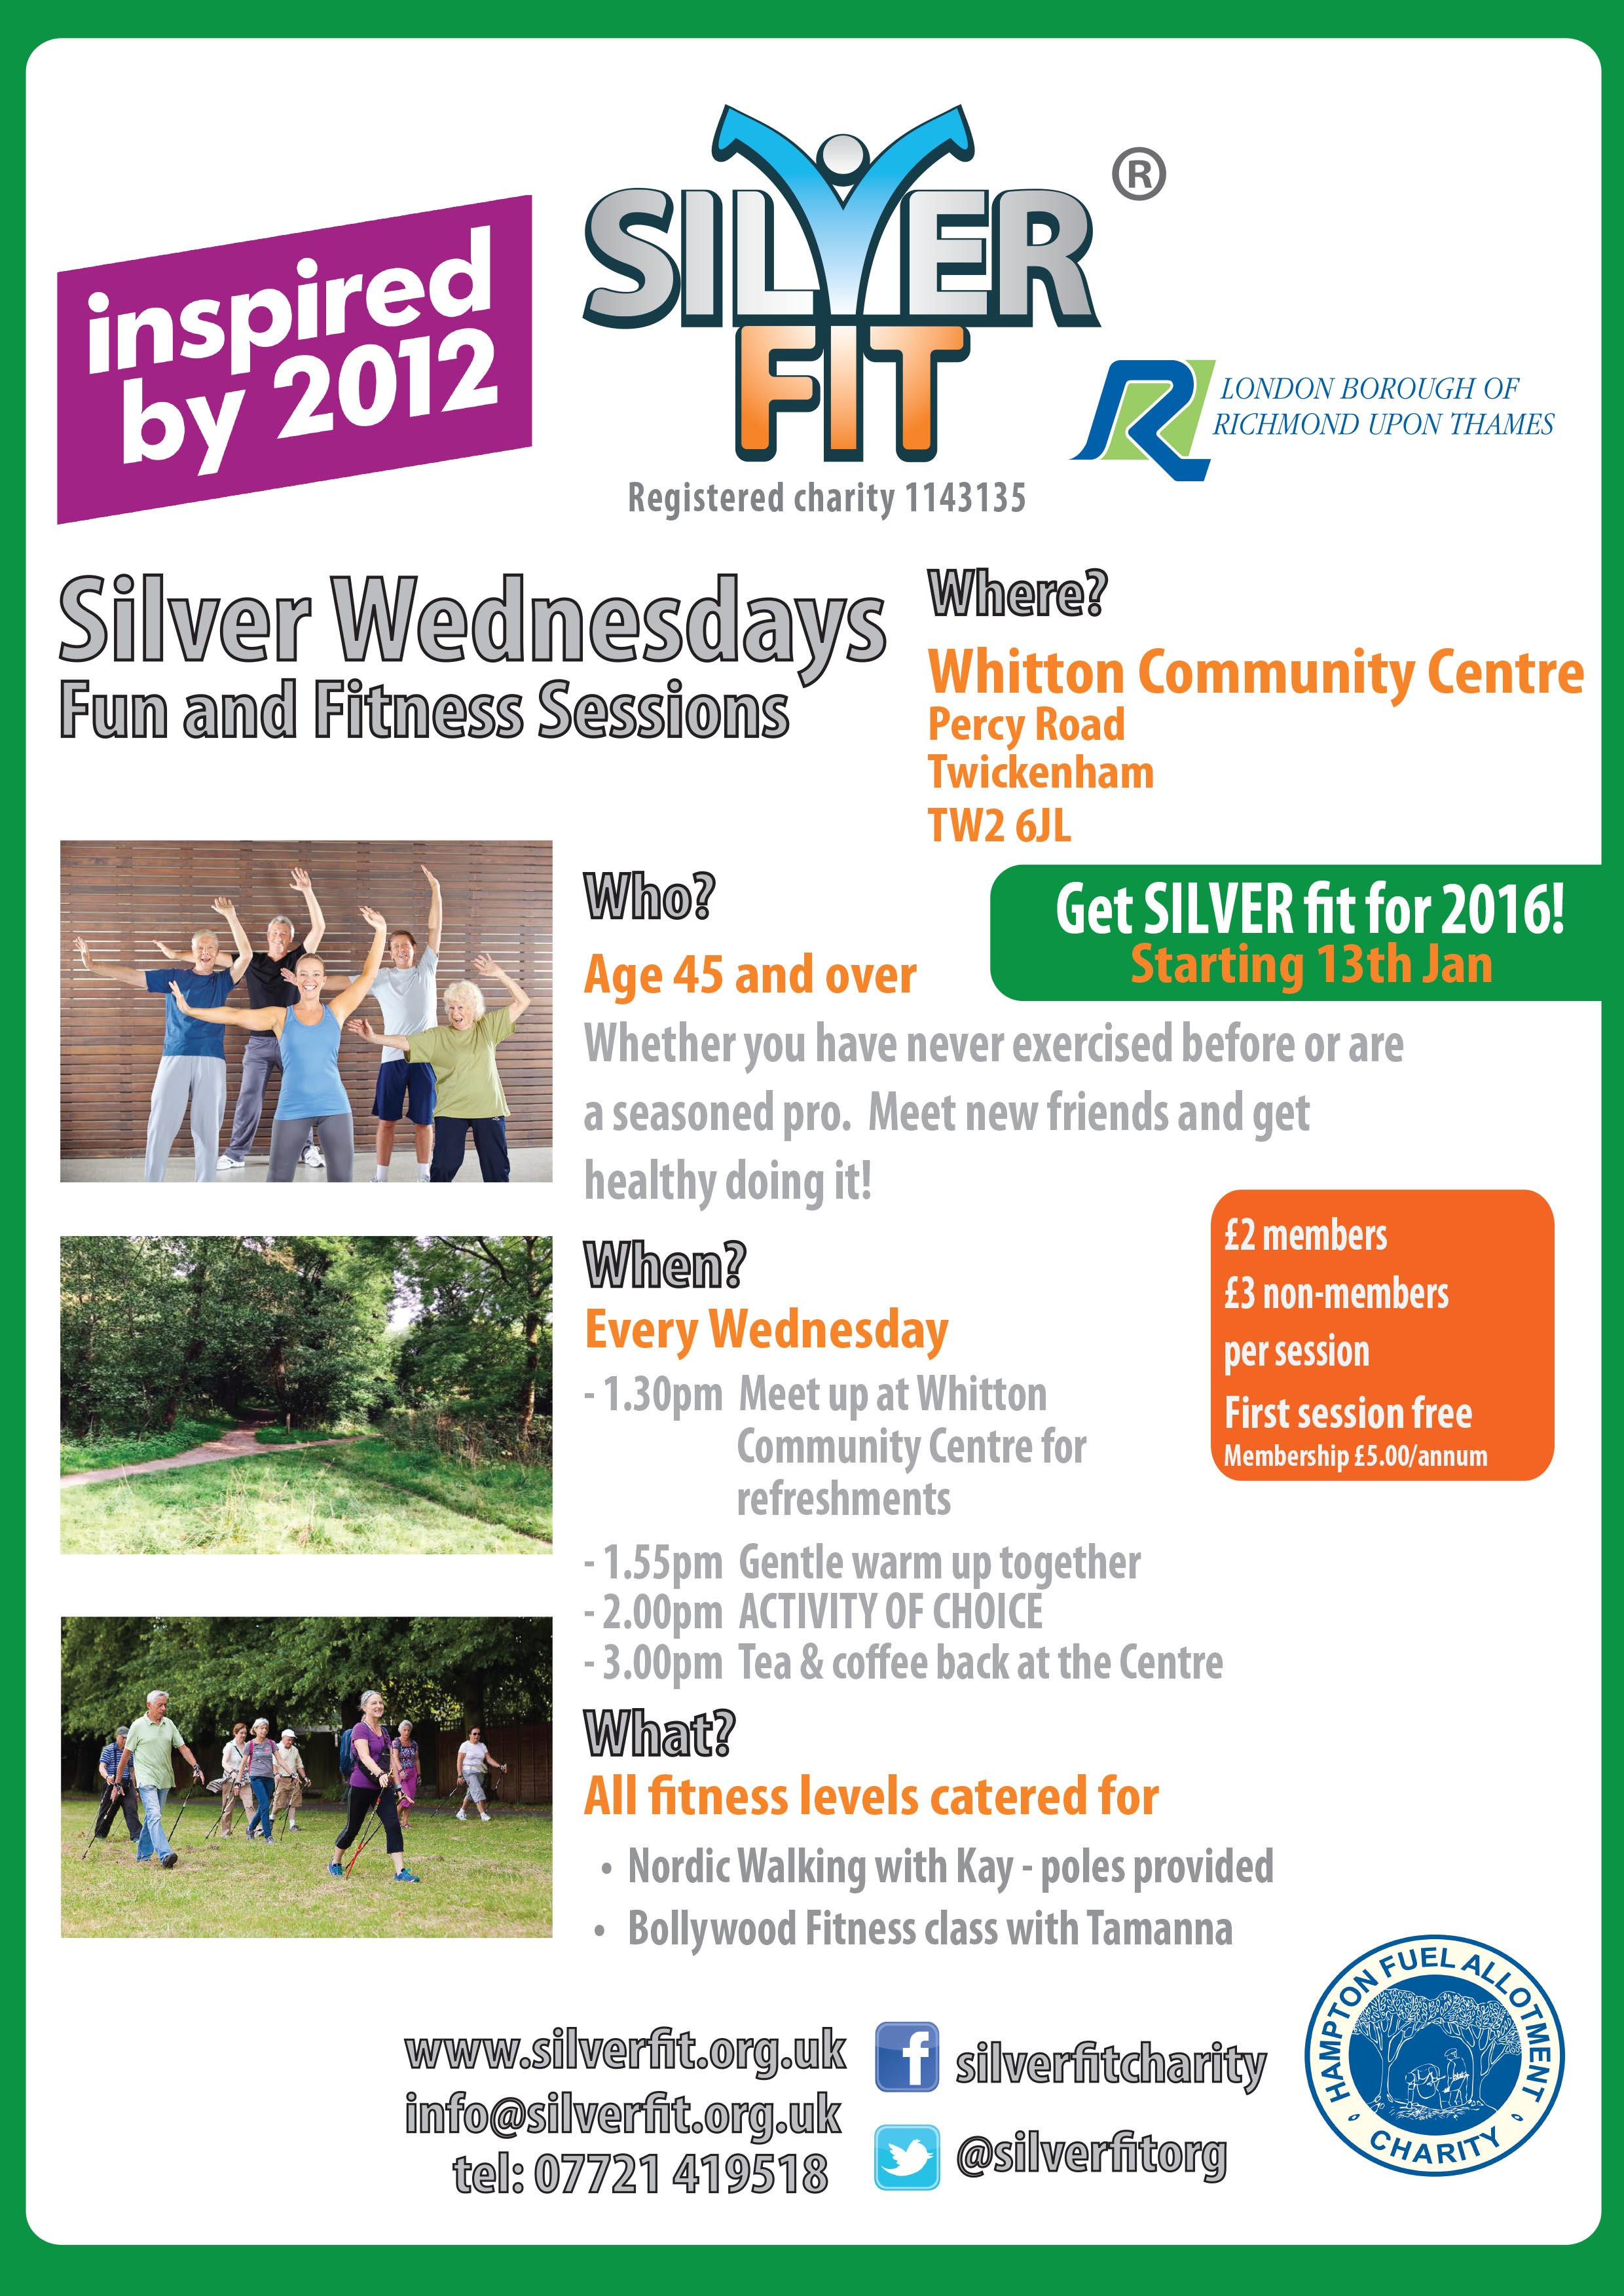 inspired
by 2012
SILVER
FIT
®
Registered charity 1143135
LONDON BOROUGH OF
RICHMOND UPON THAMES
Silver Wednesdays
Fun and Fitness Sessions
Where?
Whitton Community Centre
Percy Road
Twickenham
TW2 6JL
Get SILVER fit for 2016!
Starting 13th Jan
Who?
Age 45 and over
Whether you have never exercised before or are
a seasoned pro.  Meet new friends and get
healthy doing it!
£2 members
£3 non-members
per session
First session free
Membership £5.00/annum
When?
Every Wednesday
- 1.30pm  Meet up at Whitton
Community Centre for
refreshments
- 1.55pm  Gentle warm up together
- 2.00pm  ACTIVITY OF CHOICE
- 3.00pm  Tea & coffee back at the Centre
What?
All fitness levels catered for
• Nordic Walking with Kay - poles provided
• Bollywood Fitness class with Tamanna
www.silverfit.org.uk
info@silverfit.org.uk
tel: 07721 419518
silverfitcharity
@silverfitorg
HAMPTON FUEL ALLOTMENT
CHARITY